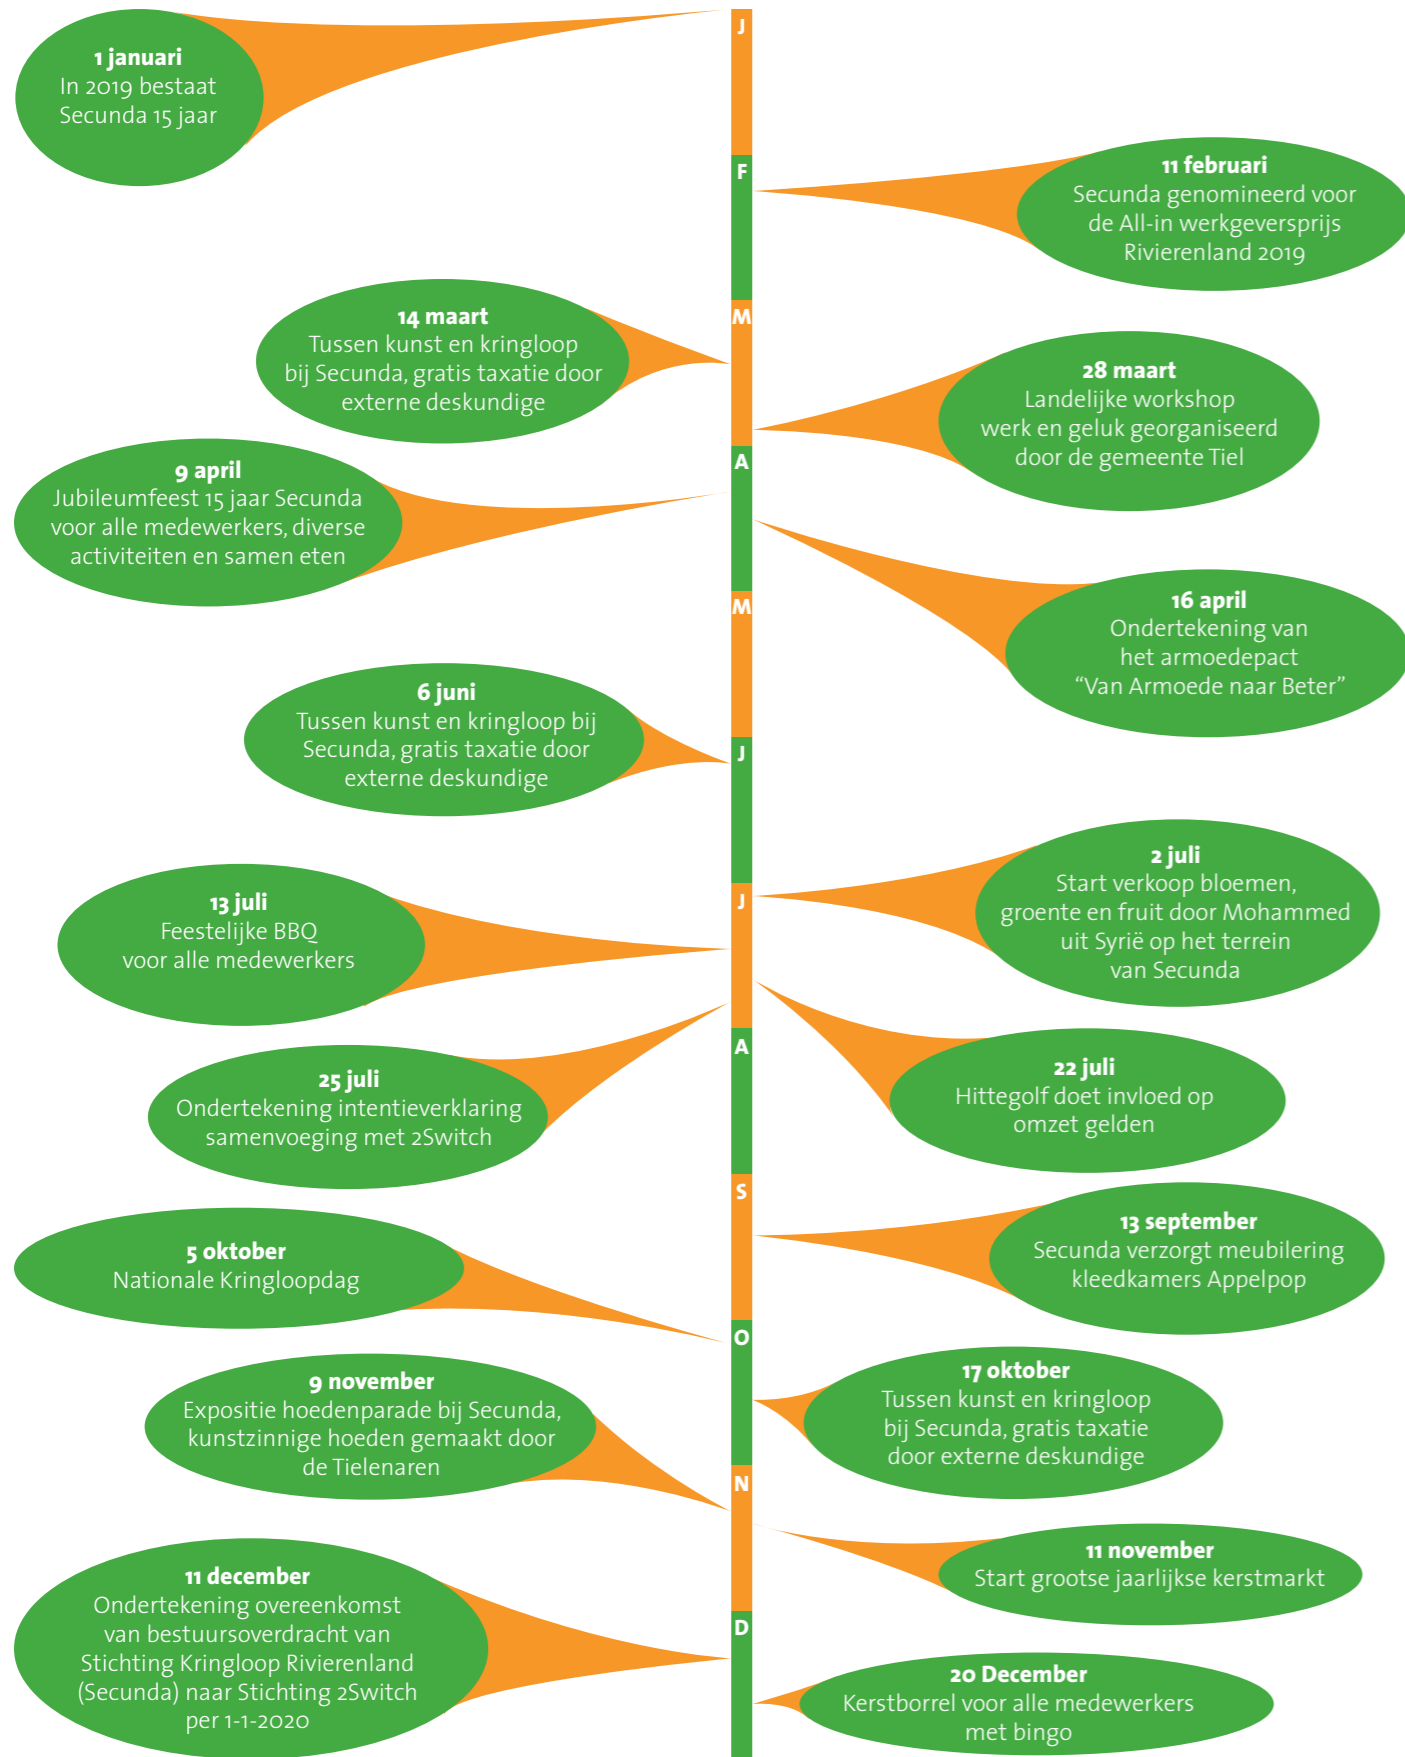 J
1 januari
In 2019 bestaat
Secunda 15 jaar
F
11 februari
Secunda genomineerd voor
de All-in werkgeversprijs
Rivierenland 2019
14 maart
Tussen kunst en kringloop
bij Secunda, gratis taxatie door
externe deskundige
M
28 maart
Landelijke workshop
werk en geluk georganiseerd
door de gemeente Tiel
A
9 april
Jubileumfeest 15 jaar Secunda
voor alle medewerkers, diverse
activiteiten en samen eten
16 april
Ondertekening van
het armoedepact
“Van Armoede naar Beter”
M
6 juni
Tussen kunst en kringloop bij
Secunda, gratis taxatie door
externe deskundige
J
2 juli
Start verkoop bloemen,
groente en fruit door Mohammed
uit Syrië op het terrein
van Secunda
J
13 juli
Feestelijke BBQ
voor alle medewerkers
22 juli
Hittegolf doet invloed op
omzet gelden
A
25 juli
Ondertekening intentieverklaring
samenvoeging met 2Switch
S
13 september
Secunda verzorgt meubilering
kleedkamers Appelpop
5 oktober
Nationale Kringloopdag
O
17 oktober
Tussen kunst en kringloop
bij Secunda, gratis taxatie
door externe deskundige
9 november
Expositie hoedenparade bij Secunda,
kunstzinnige hoeden gemaakt door
de Tielenaren
N
11 november
Start grootse jaarlijkse kerstmarkt
11 december
Ondertekening overeenkomst
van bestuursoverdracht van
Stichting Kringloop Rivierenland
(Secunda) naar Stichting 2Switch
per 1-1-2020
D
20 December
Kerstborrel voor alle medewerkers
met bingo